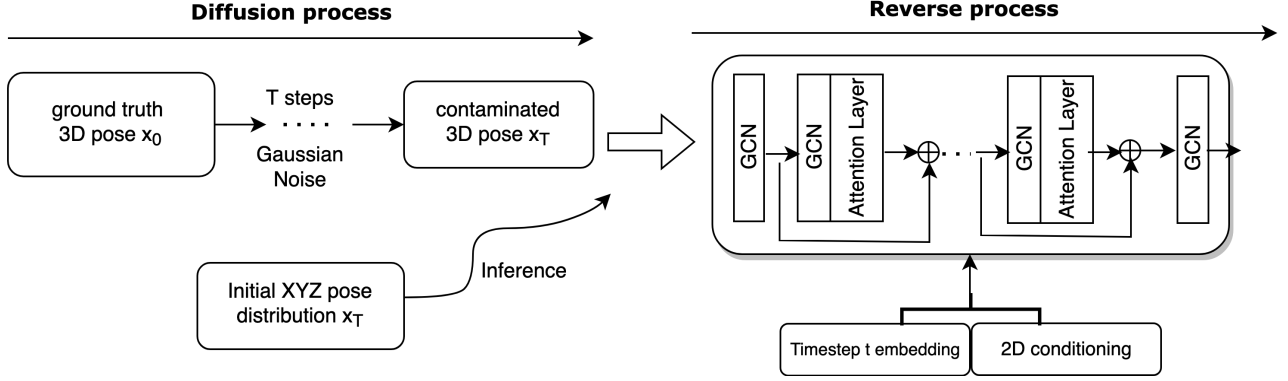 Diffusion process
Reverse process
ground truth
3D pose x0
T steps
Gaussian
Noise
contaminated
3D pose xT
GCN
GCN
Attention Layer
GCN
Attention Layer
GCN
Inference
Initial XYZ pose
distribution xT
Timestep t embedding
2D conditioning